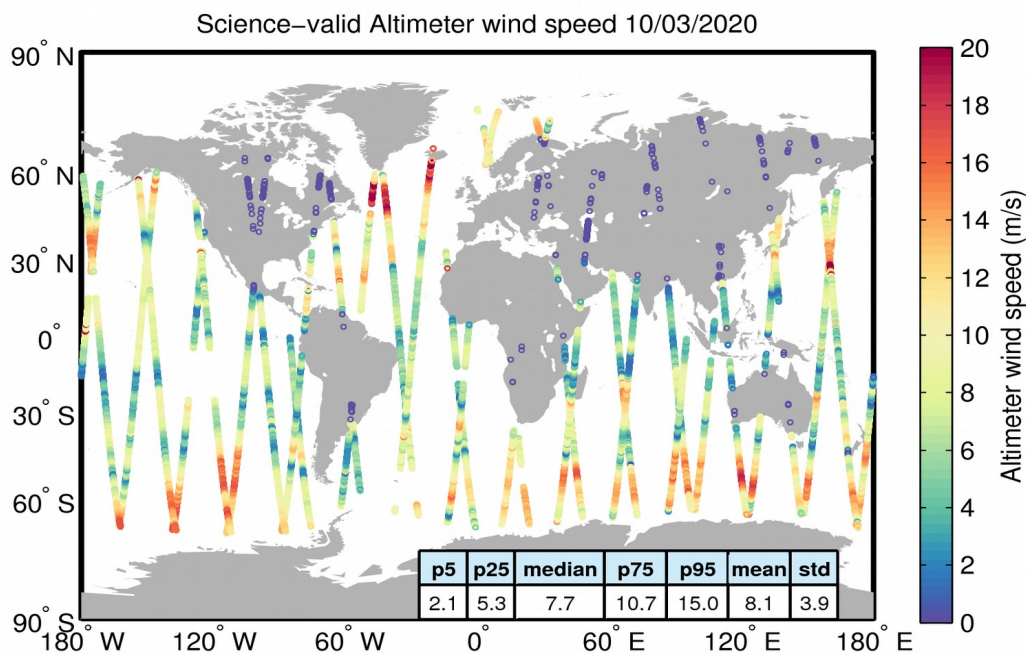 Science-valid Altimeter wind speed 10/03/2020
90° N
60° N
30° N
0°
30° S
60° S
90° S
180° W
120° W
60° W
0°
60° E
120° E
180° E
p5 p25 median p75 p95 mean std
2.1 5.3 7.7 10.7 15.0 8.1 3.9
20
18
16
14
12
10
8
6
4
2
0
Altimeter wind speed (m/s)